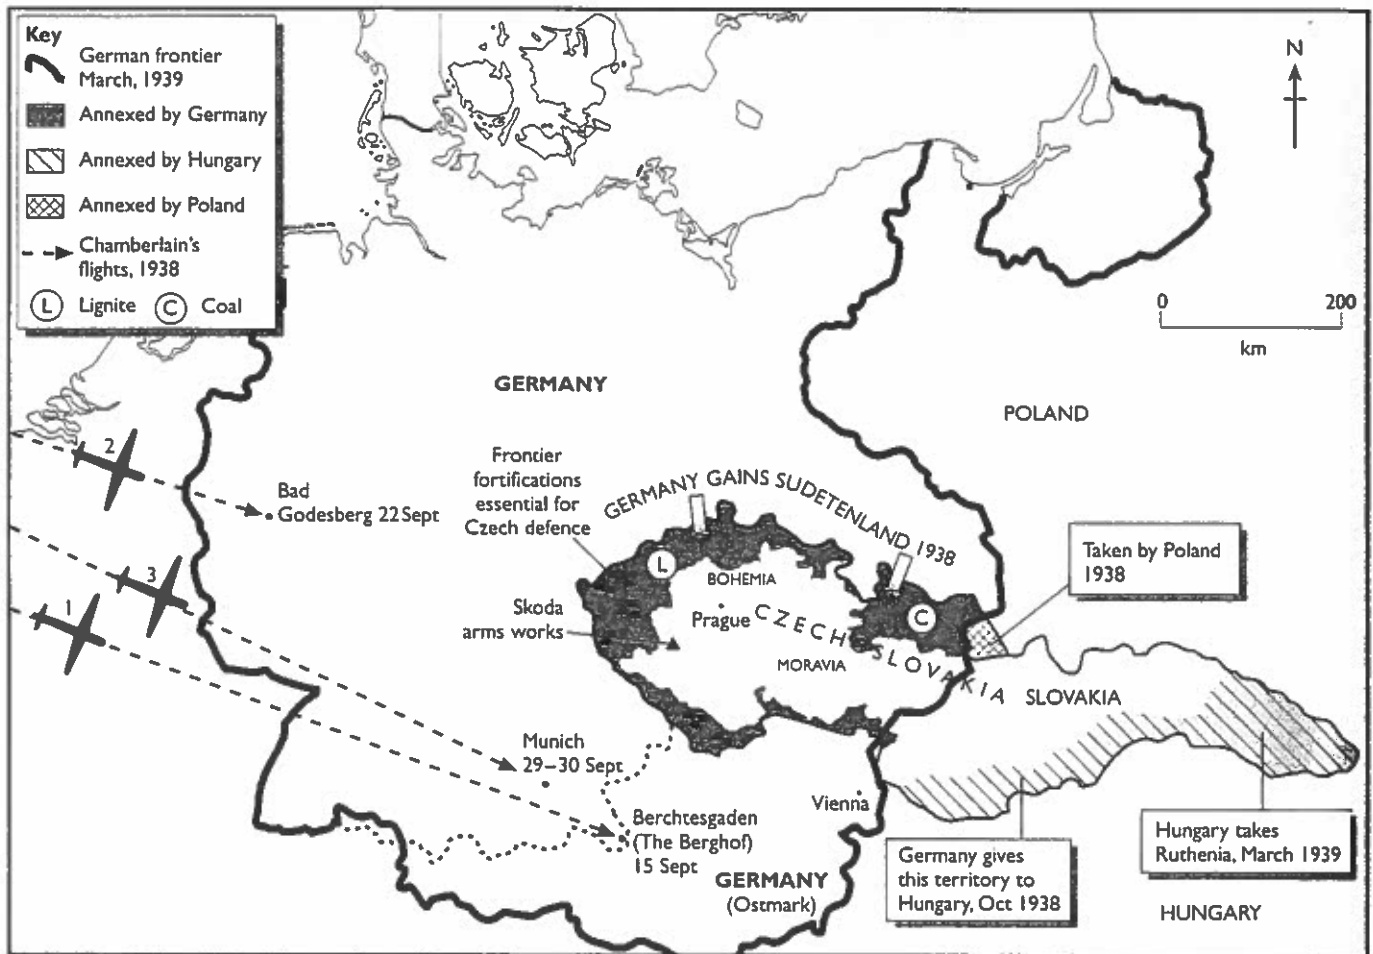 Key
German frontier
March, 1939
Annexed by Germany
Annexed by Hungary
Annexed by Poland
Chamberlain's
flights, 1938
L Lignite C Coal
N
0 200
km
GERMANY
POLAND
2
Bad
Godesberg 22 Sept
3
1
Frontier
fortifications
essential for
Czech defence
GERMANY GAINS SUDETENLAND 1938
L
BOHEMIA
Skoda
arms works
Prague
CZECHOSLOVAKIA
C
MORAVIA
Taken by Poland
1938
SLOVAKIA
Munich
29–30 Sept
Berchtesgaden
(The Berghof)
15 Sept
Vienna
GERMANY
(Ostmark)
Germany gives
this territory to
Hungary, Oct 1938
Hungary takes
Ruthenia, March 1939
HUNGARY